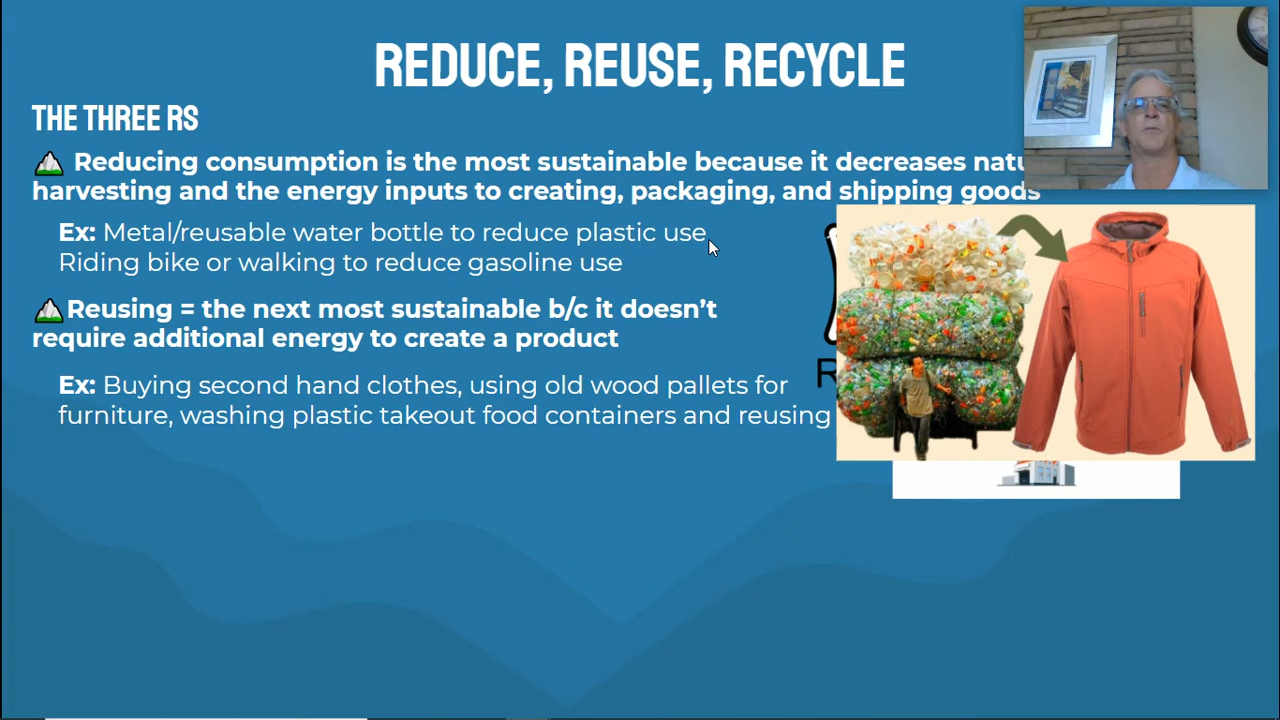 REDUCE, REUSE, RECYCLE
THE THREE RS
Reducing consumption is the most sustainable because it decreases
harvesting and the energy inputs to creating, packaging, and shipping goods
Ex: Metal/reusable water bottle to reduce plastic use,
Riding bike or walking to reduce gasoline use
Reusing = the next most sustainable b/c it doesn’t
require additional energy to create a product
Ex: Buying second hand clothes, using old wood pallets for
furniture, washing plastic takeout food containers and reusing